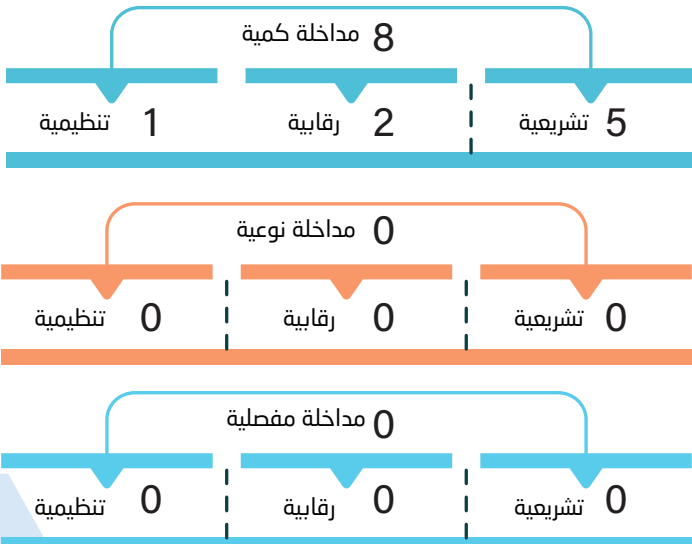 8 مداخلة كمية
5 تشريعية
2 رقابية
1 تنظيمية
0 مداخلة نوعية
0 تشريعية
0 رقابية
0 تنظيمية
0 مداخلة مفصلية
0 تشريعية
0 رقابية
0 تنظيمية